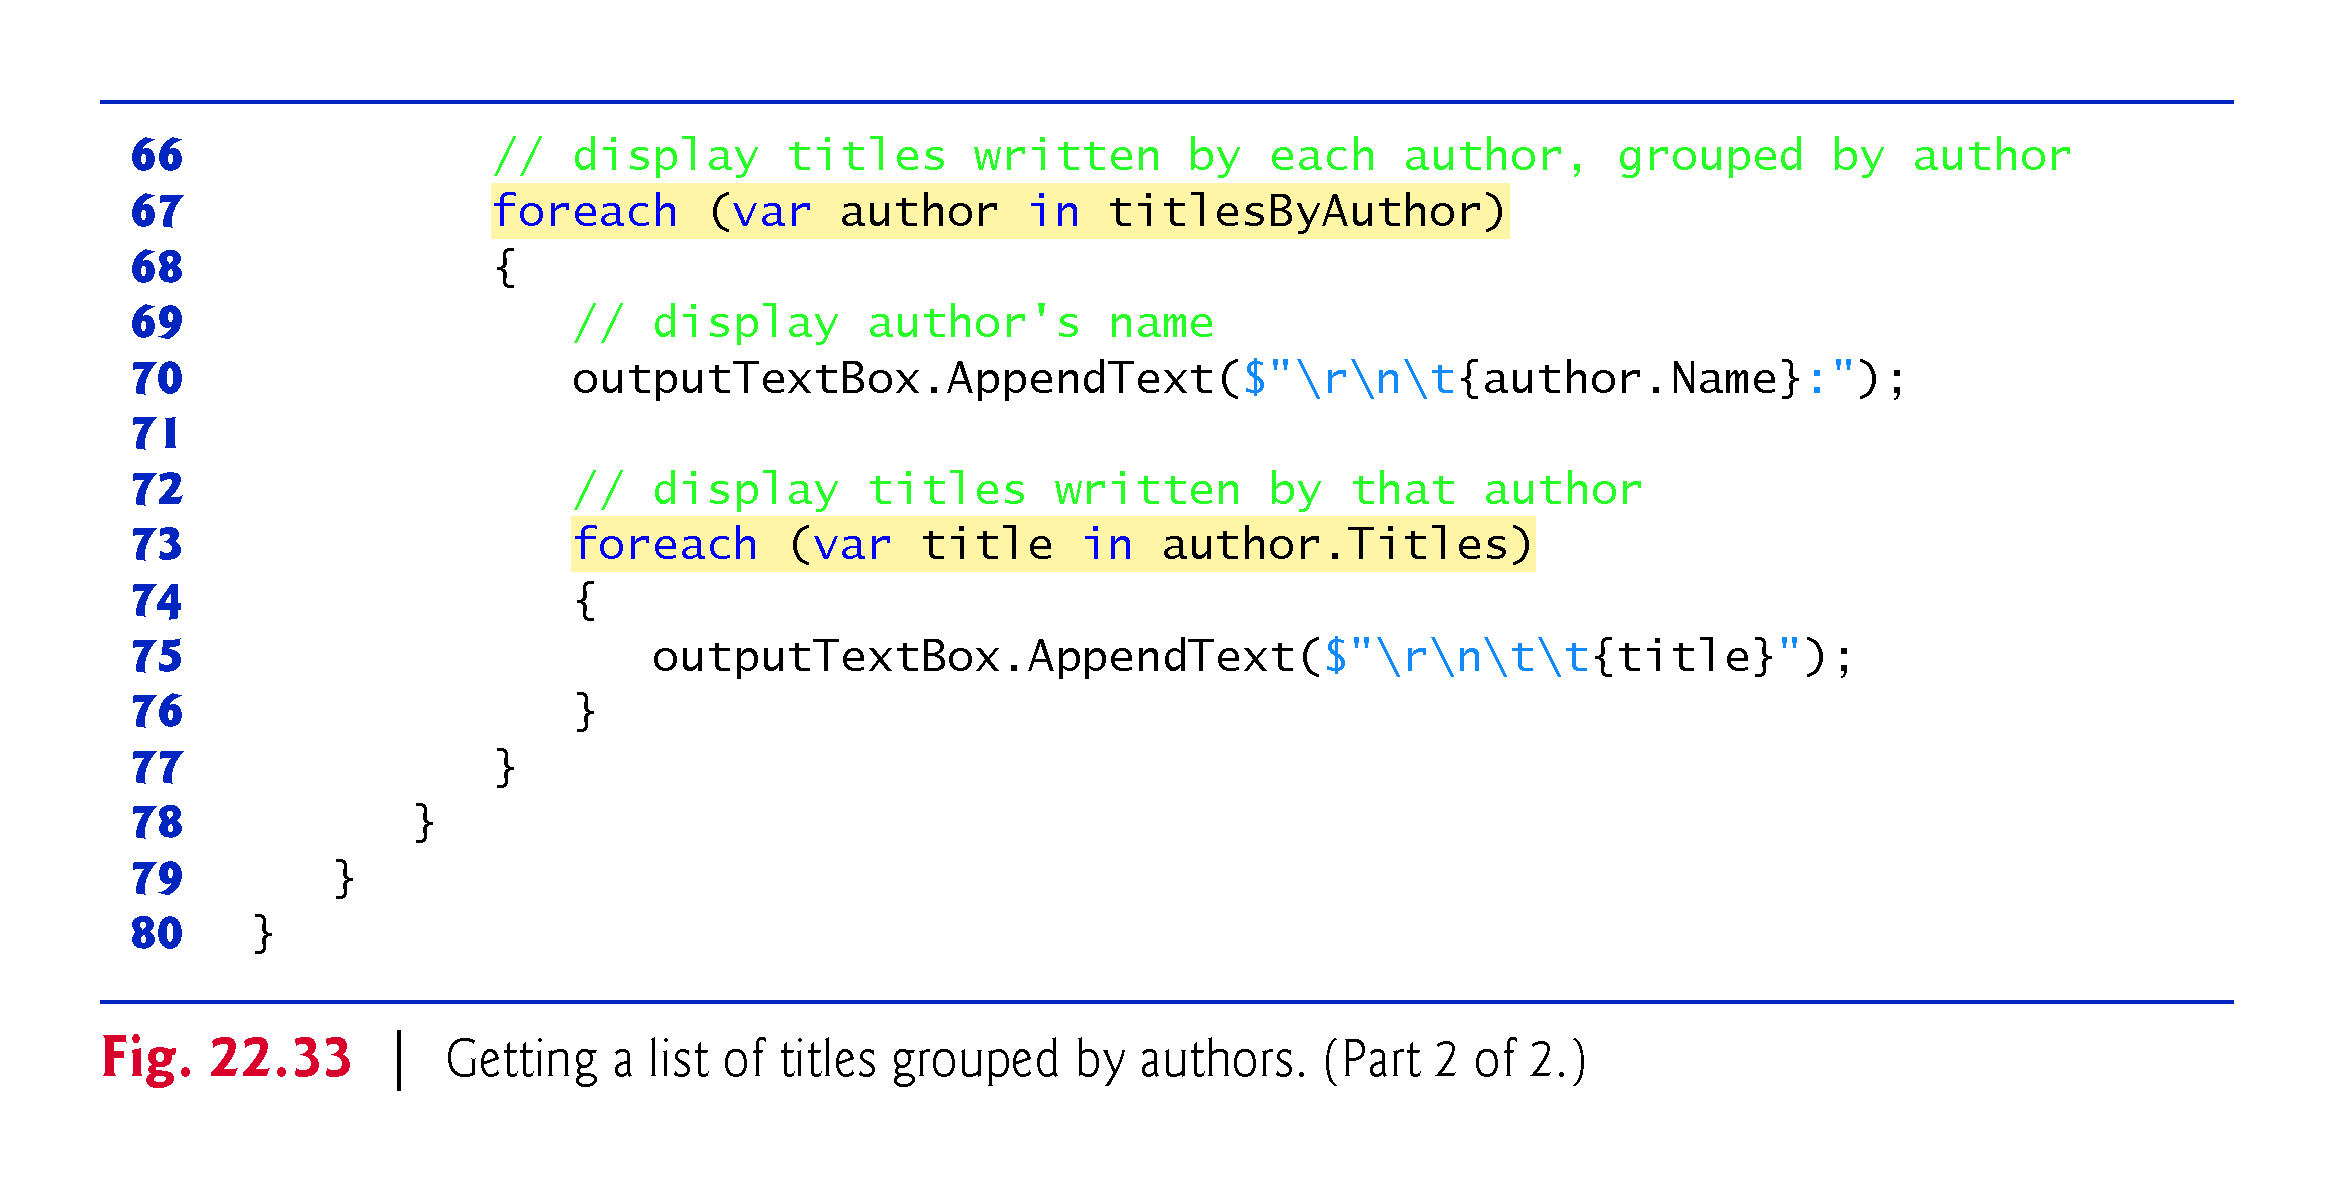 66 // display titles written by each author, grouped by author
67 foreach (var author in titlesByAuthor)
68 {
69 // display author's name
70 outputTextBox.AppendText($"\r\n\t{author.Name}:");
71
72 // display titles written by that author
73 foreach (var title in author.Titles)
74 {
75 outputTextBox.AppendText($"\r\n\t\t{title}");
76 }
77 }
78 }
79 }
80 }
Fig. 22.33 | Getting a list of titles grouped by authors. (Part 2 of 2.)